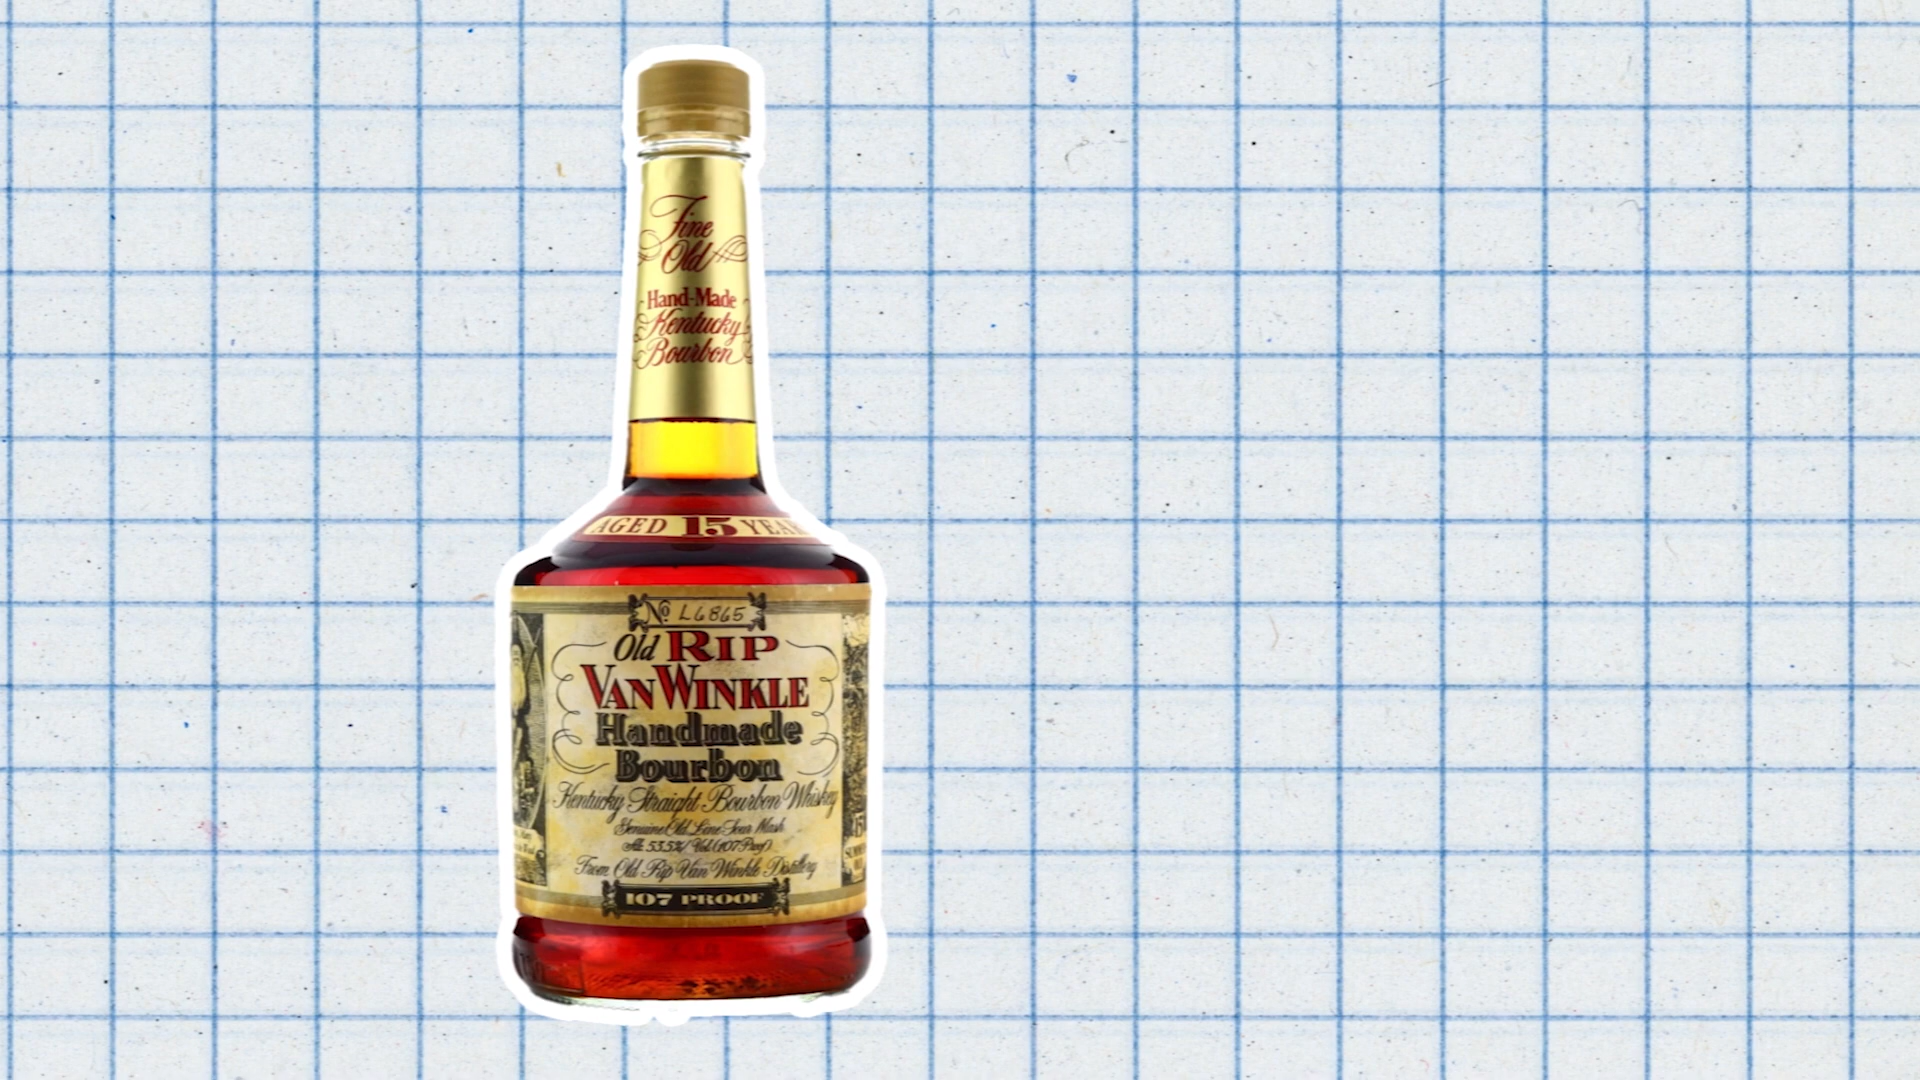 Fine
Old
Hand-Made
Kentucky
Bourbon
AGED 15 YEARS
No L6865
Old RIP
VAN WINKLE
Handmade
Bourbon
Kentucky Straight Bourbon Whiskey
Genuine Old Line Sour Mash
Alc 53.5% Vol (107 Proof)
From Old Rip Van Winkle Distillery
107 PROOF